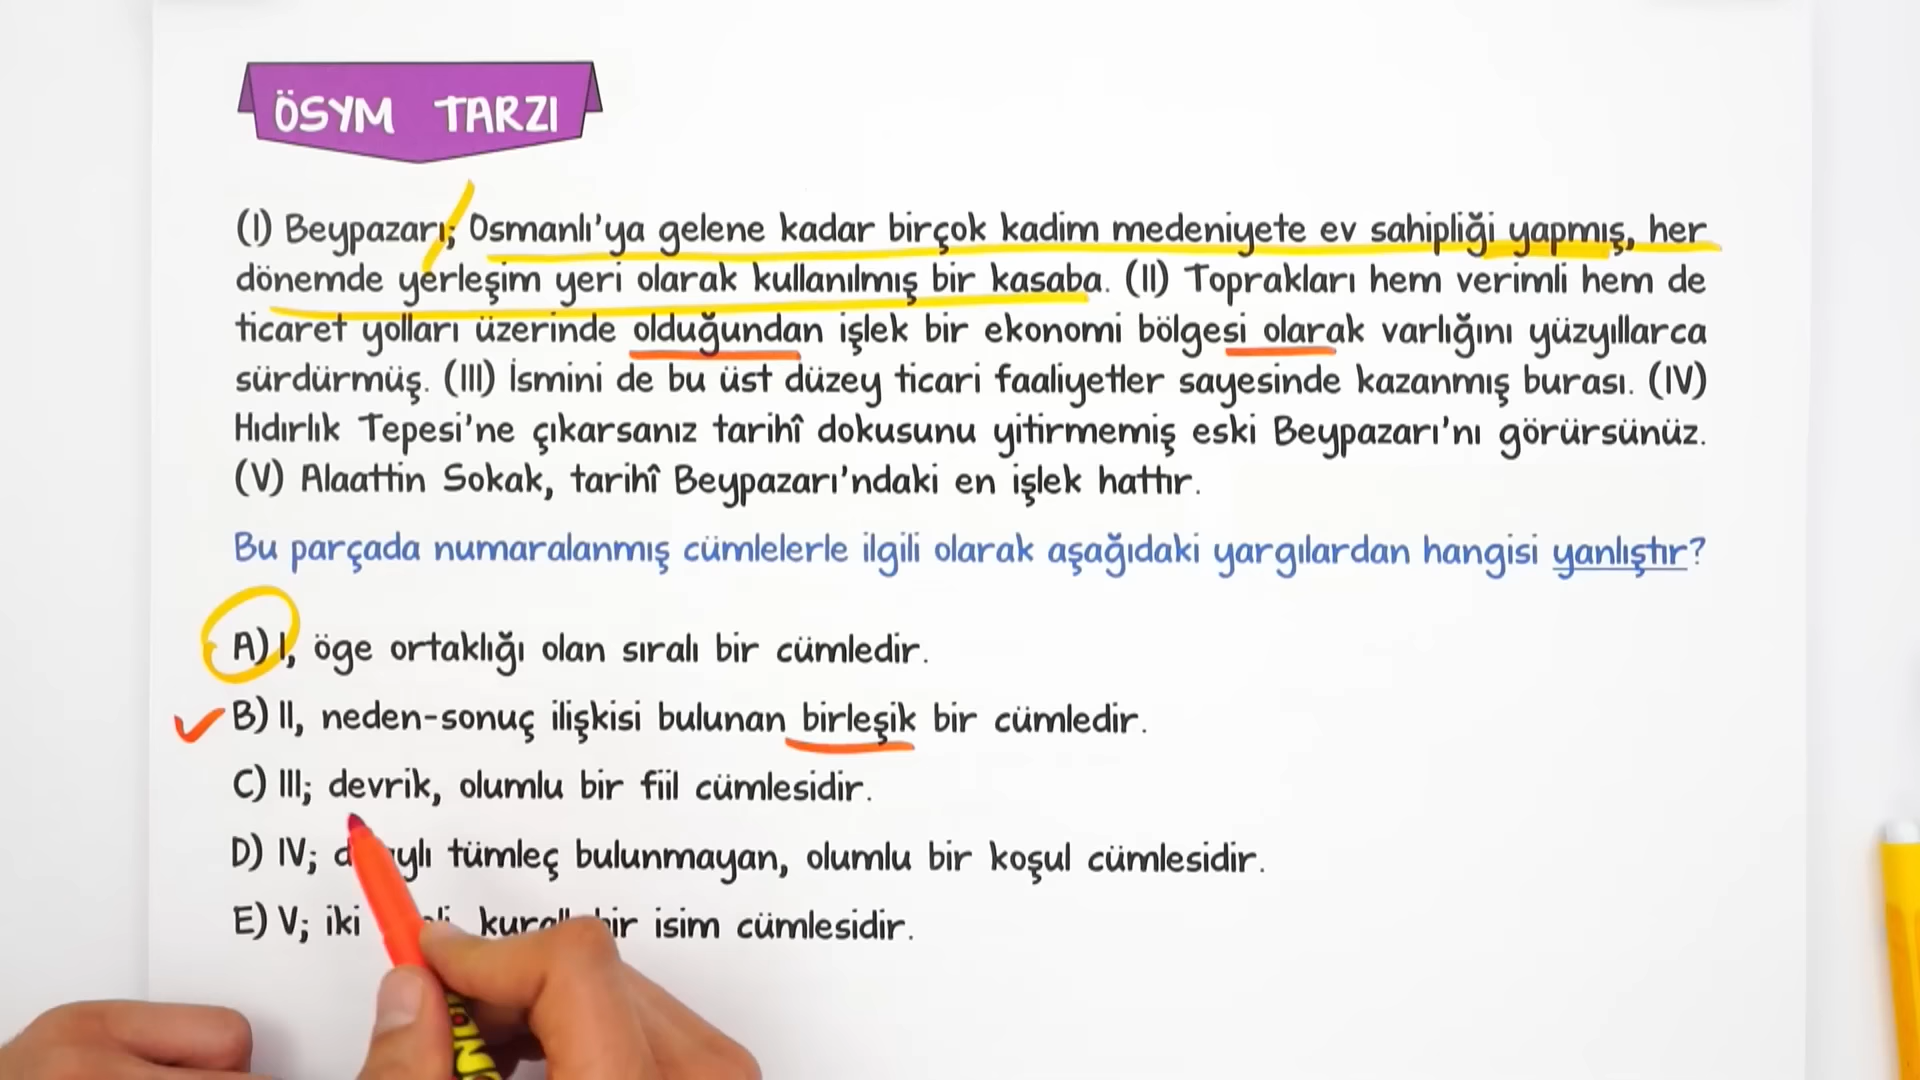 ÖSYM TARZI
(I) Beypazarı; Osmanlı'ya gelene kadar birçok kadim medeniyete ev sahipliği yapmış, her
dönemde yerleşim yeri olarak kullanılmış bir kasaba. (II) Toprakları hem verimli hem de
ticaret yolları üzerinde olduğundan işlek bir ekonomi bölgesi olarak varlığını yüzyıllarca
sürdürmüş. (III) İsmini de bu üst düzey ticari faaliyetler sayesinde kazanmış burası. (IV)
Hıdırlık Tepesi'ne çıkarsanız tarihî dokusunu yitirmemiş eski Beypazarı'nı görürsünüz.
(V) Alaattin Sokak, tarihî Beypazarı'ndaki en işlek hattır.
Bu parçada numaralanmış cümlelerle ilgili olarak aşağıdaki yargılardan hangisi yanlıştır?
A) I, öge ortaklığı olan sıralı bir cümledir.
B) II, neden-sonuç ilişkisi bulunan birleşik bir cümledir.
C) III; devrik, olumlu bir fiil cümlesidir.
D) IV; tümleç bulunmayan, olumlu bir koşul cümlesidir.
E) V; iki bir isim cümlesidir.